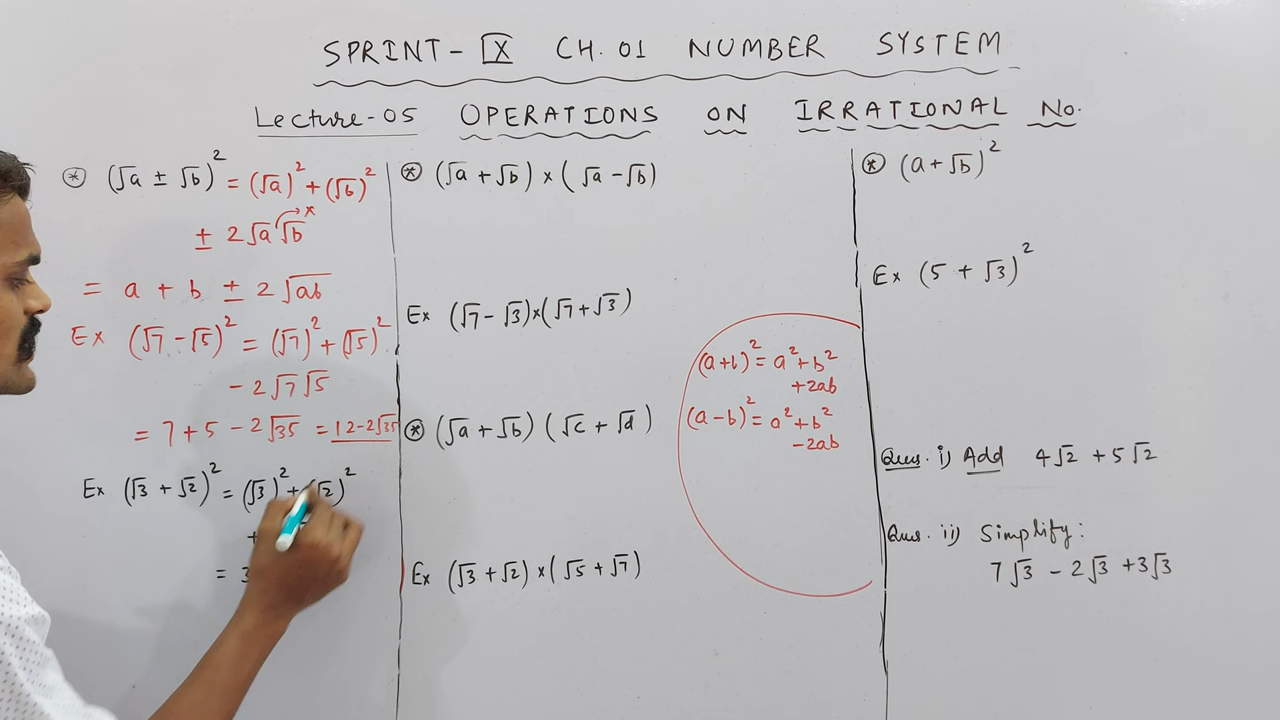 SPRINT-IX CH.01 NUMBER SYSTEM
Lecture-05 OPERATIONS ON IRRATIONAL No.
⊛ (√a ± √b)² = (√a)² + (√b)²
± 2√a √b
= a + b ± 2√ab
Ex (√7 - √5)² = (√7)² + (√5)²
- 2√7√5
= 7 + 5 - 2√35 = 12-2√35
Ex (√3 + √2)² = (√3)² + (√2)²
+
= 3
⊛ (√a + √b) × (√a - √b)
Ex (√7 - √3)×(√7 + √3)
⊛ (√a + √b) (√c + √d)
Ex (√3 + √2) × (√5 + √7)
(a+b)² = a² + b²
+2ab
(a-b)² = a² + b²
-2ab
⊛ (a + √b)²
Ex (5 + √3)²
Ques. i) Add 4√2 + 5√2
Ques. ii) Simplify:
7√3 - 2√3 + 3√3